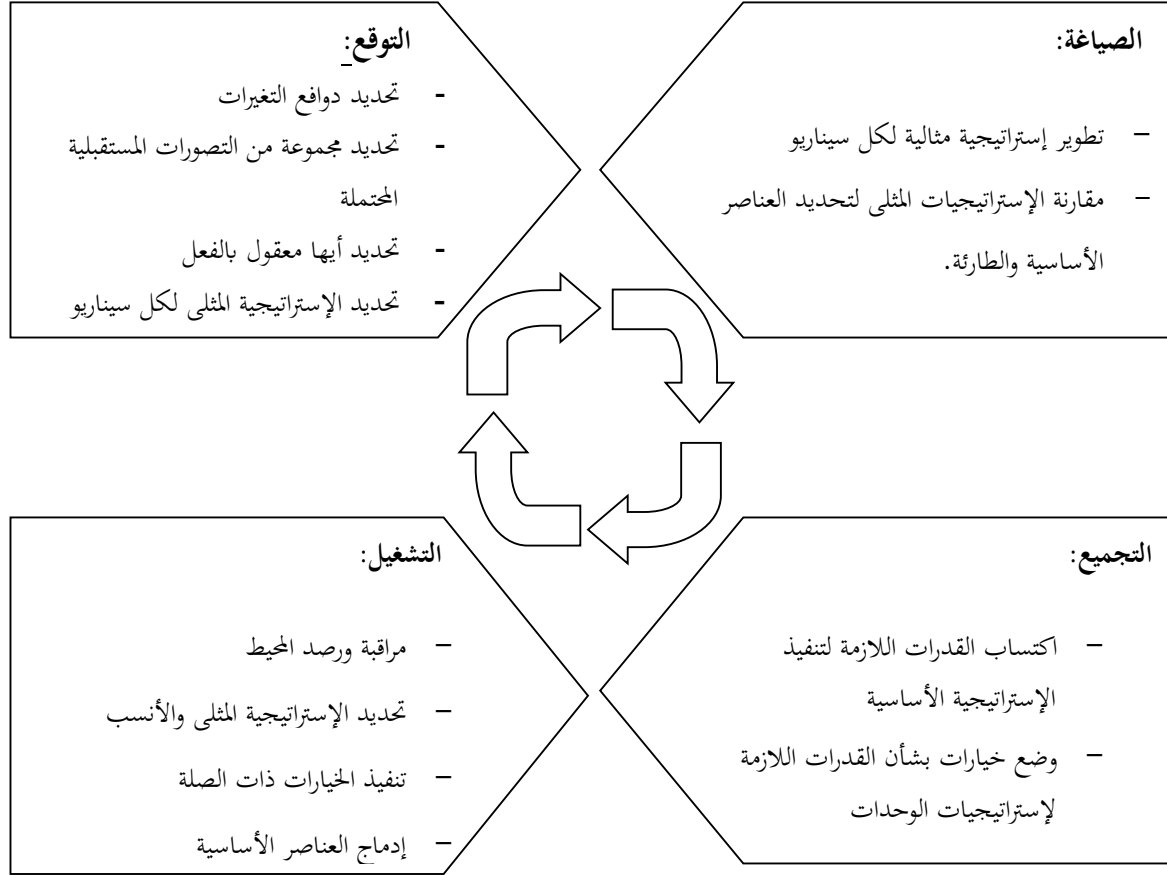 الصياغة:
– تطوير إستراتيجية مثالية لكل سيناريو
– مقارنة الإستراتيجيات المثلى لتحديد العناصر
الأساسية والطارئة.
التوقع:
- تحديد دوافع التغيرات
- تحديد مجموعة من التصورات المستقبلية
المحتملة
- تحديد أيها معقول بالفعل
- تحديد الإستراتيجية المثلى لكل سيناريو
التجميع:
– اكتساب القدرات اللازمة لتنفيذ
الإستراتيجية الأساسية
– وضع خيارات بشأن القدرات اللازمة
لإستراتيجيات الوحدات
التشغيل:
– مراقبة ورصد المحيط
– تحديد الإستراتيجية المثلى والأنسب
– تنفيذ الخيارات ذات الصلة
– إدماج العناصر الأساسية